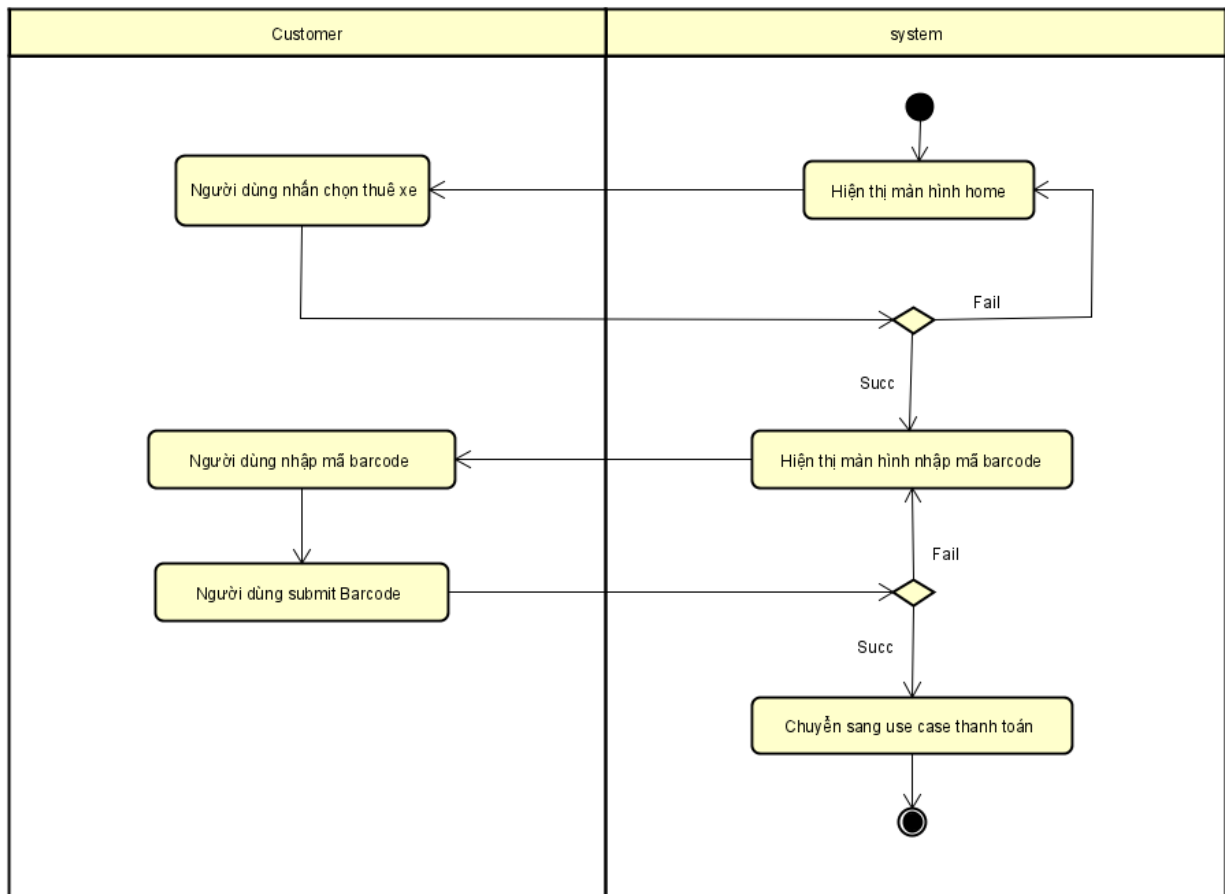 Customer
system
Người dùng nhấn chọn thuê xe
Hiện thị màn hình home
Fail
Succ
Người dùng nhập mã barcode
Hiện thị màn hình nhập mã barcode
Fail
Người dùng submit Barcode
Succ
Chuyển sang use case thanh toán